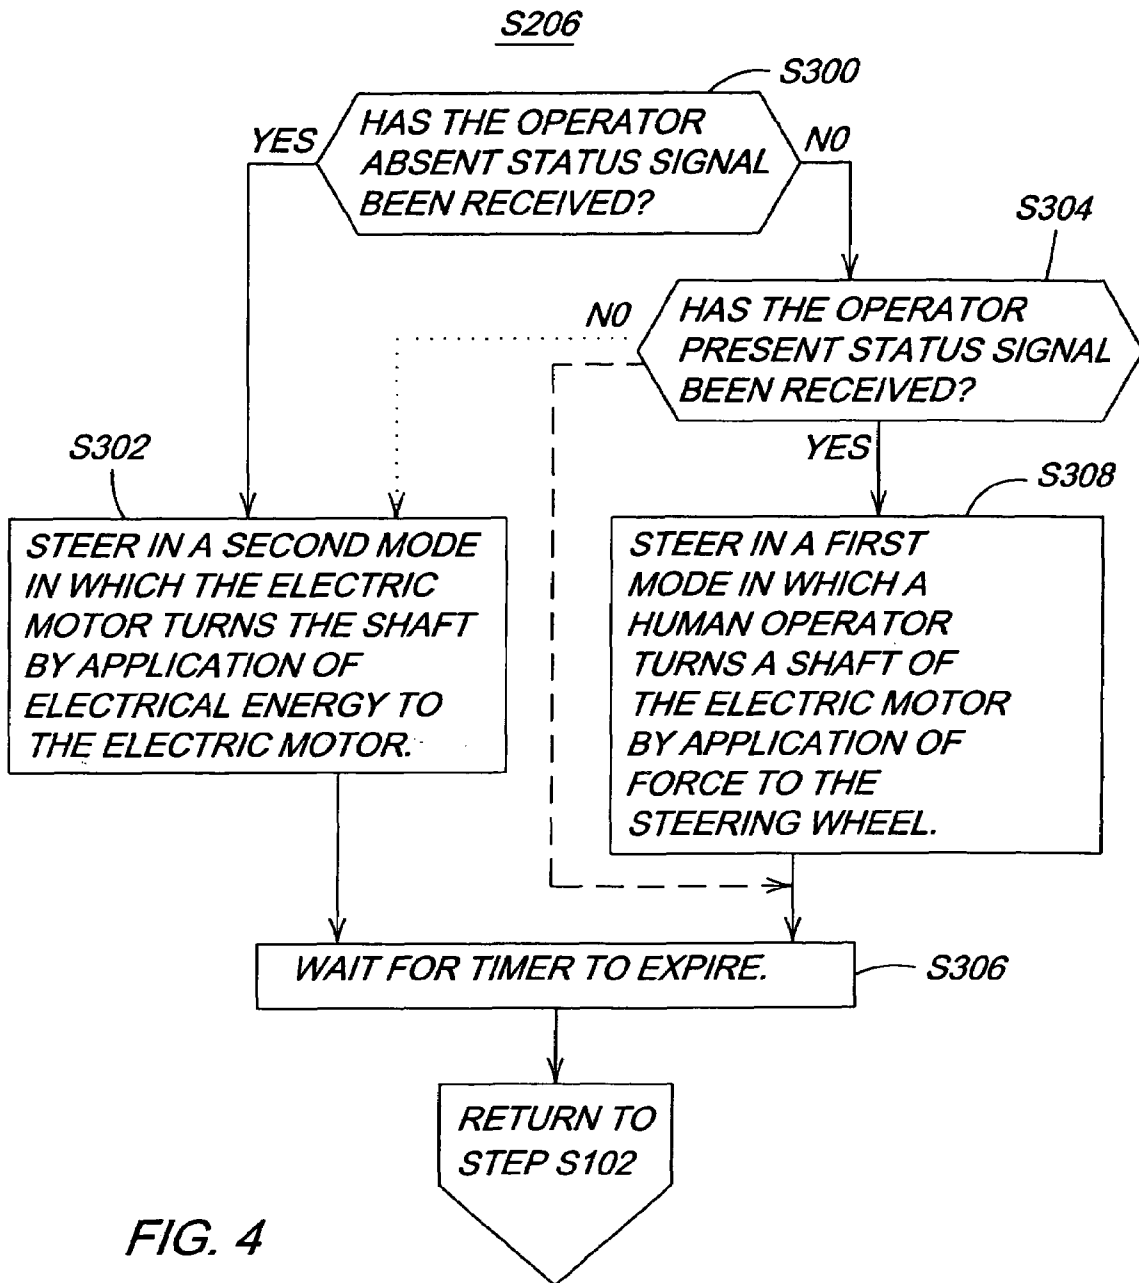 S206
S300
HAS THE OPERATOR
ABSENT STATUS SIGNAL
BEEN RECEIVED?
YES
NO
S304
HAS THE OPERATOR
PRESENT STATUS SIGNAL
BEEN RECEIVED?
NO
YES
S302
STEER IN A SECOND MODE
IN WHICH THE ELECTRIC
MOTOR TURNS THE SHAFT
BY APPLICATION OF
ELECTRICAL ENERGY TO
THE ELECTRIC MOTOR.
S308
STEER IN A FIRST
MODE IN WHICH A
HUMAN OPERATOR
TURNS A SHAFT OF
THE ELECTRIC MOTOR
BY APPLICATION OF
FORCE TO THE
STEERING WHEEL.
WAIT FOR TIMER TO EXPIRE.
S306
RETURN TO
STEP S102
FIG. 4